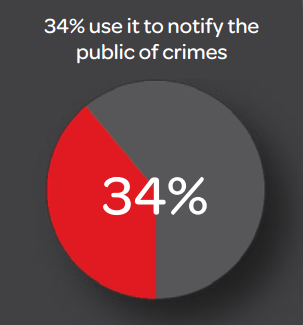 34% use it to notify the
public of crimes
34%